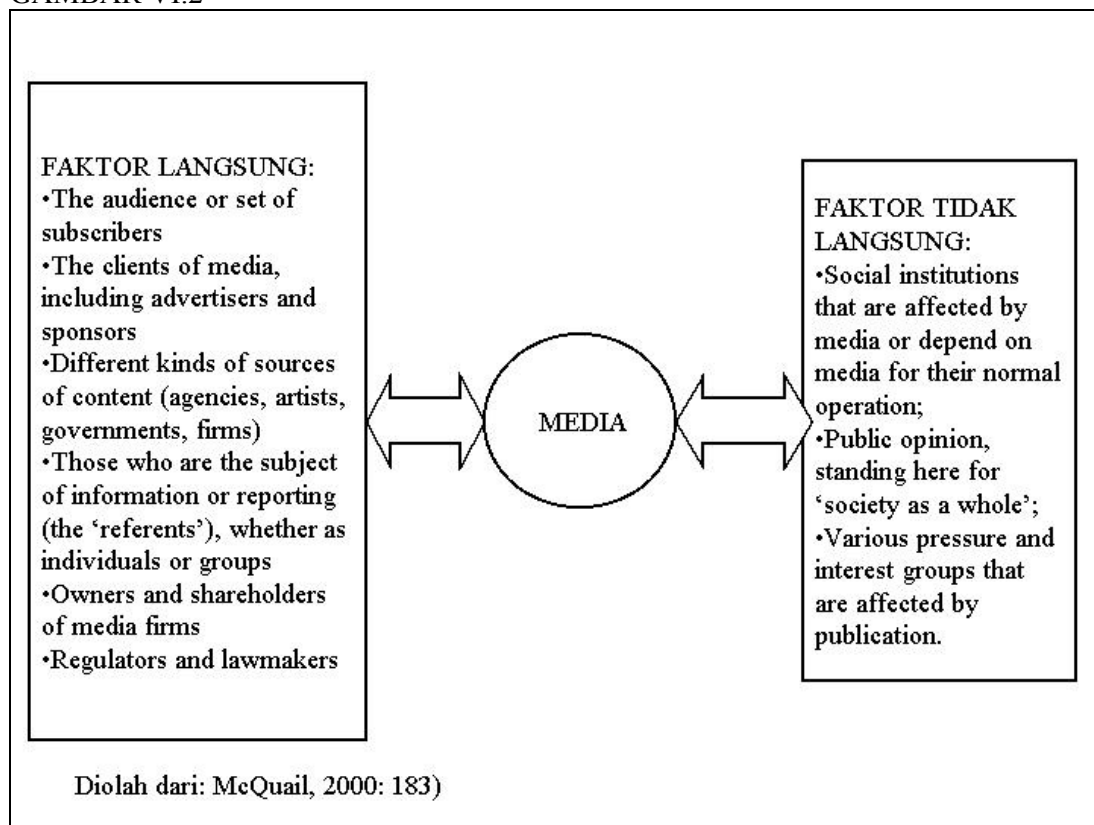 GAMBAR VI.2
FAKTOR LANGSUNG:
•The audience or set of
subscribers
•The clients of media,
including advertisers and
sponsors
•Different kinds of sources
of content (agencies, artists,
governments, firms)
•Those who are the subject
of information or reporting
(the ‘referents’), whether as
individuals or groups
•Owners and shareholders
of media firms
•Regulators and lawmakers
MEDIA
FAKTOR TIDAK
LANGSUNG:
•Social institutions
that are affected by
media or depend on
media for their normal
operation;
•Public opinion,
standing here for
‘society as a whole’;
•Various pressure and
interest groups that
are affected by
publication.
Diolah dari: McQuail, 2000: 183)